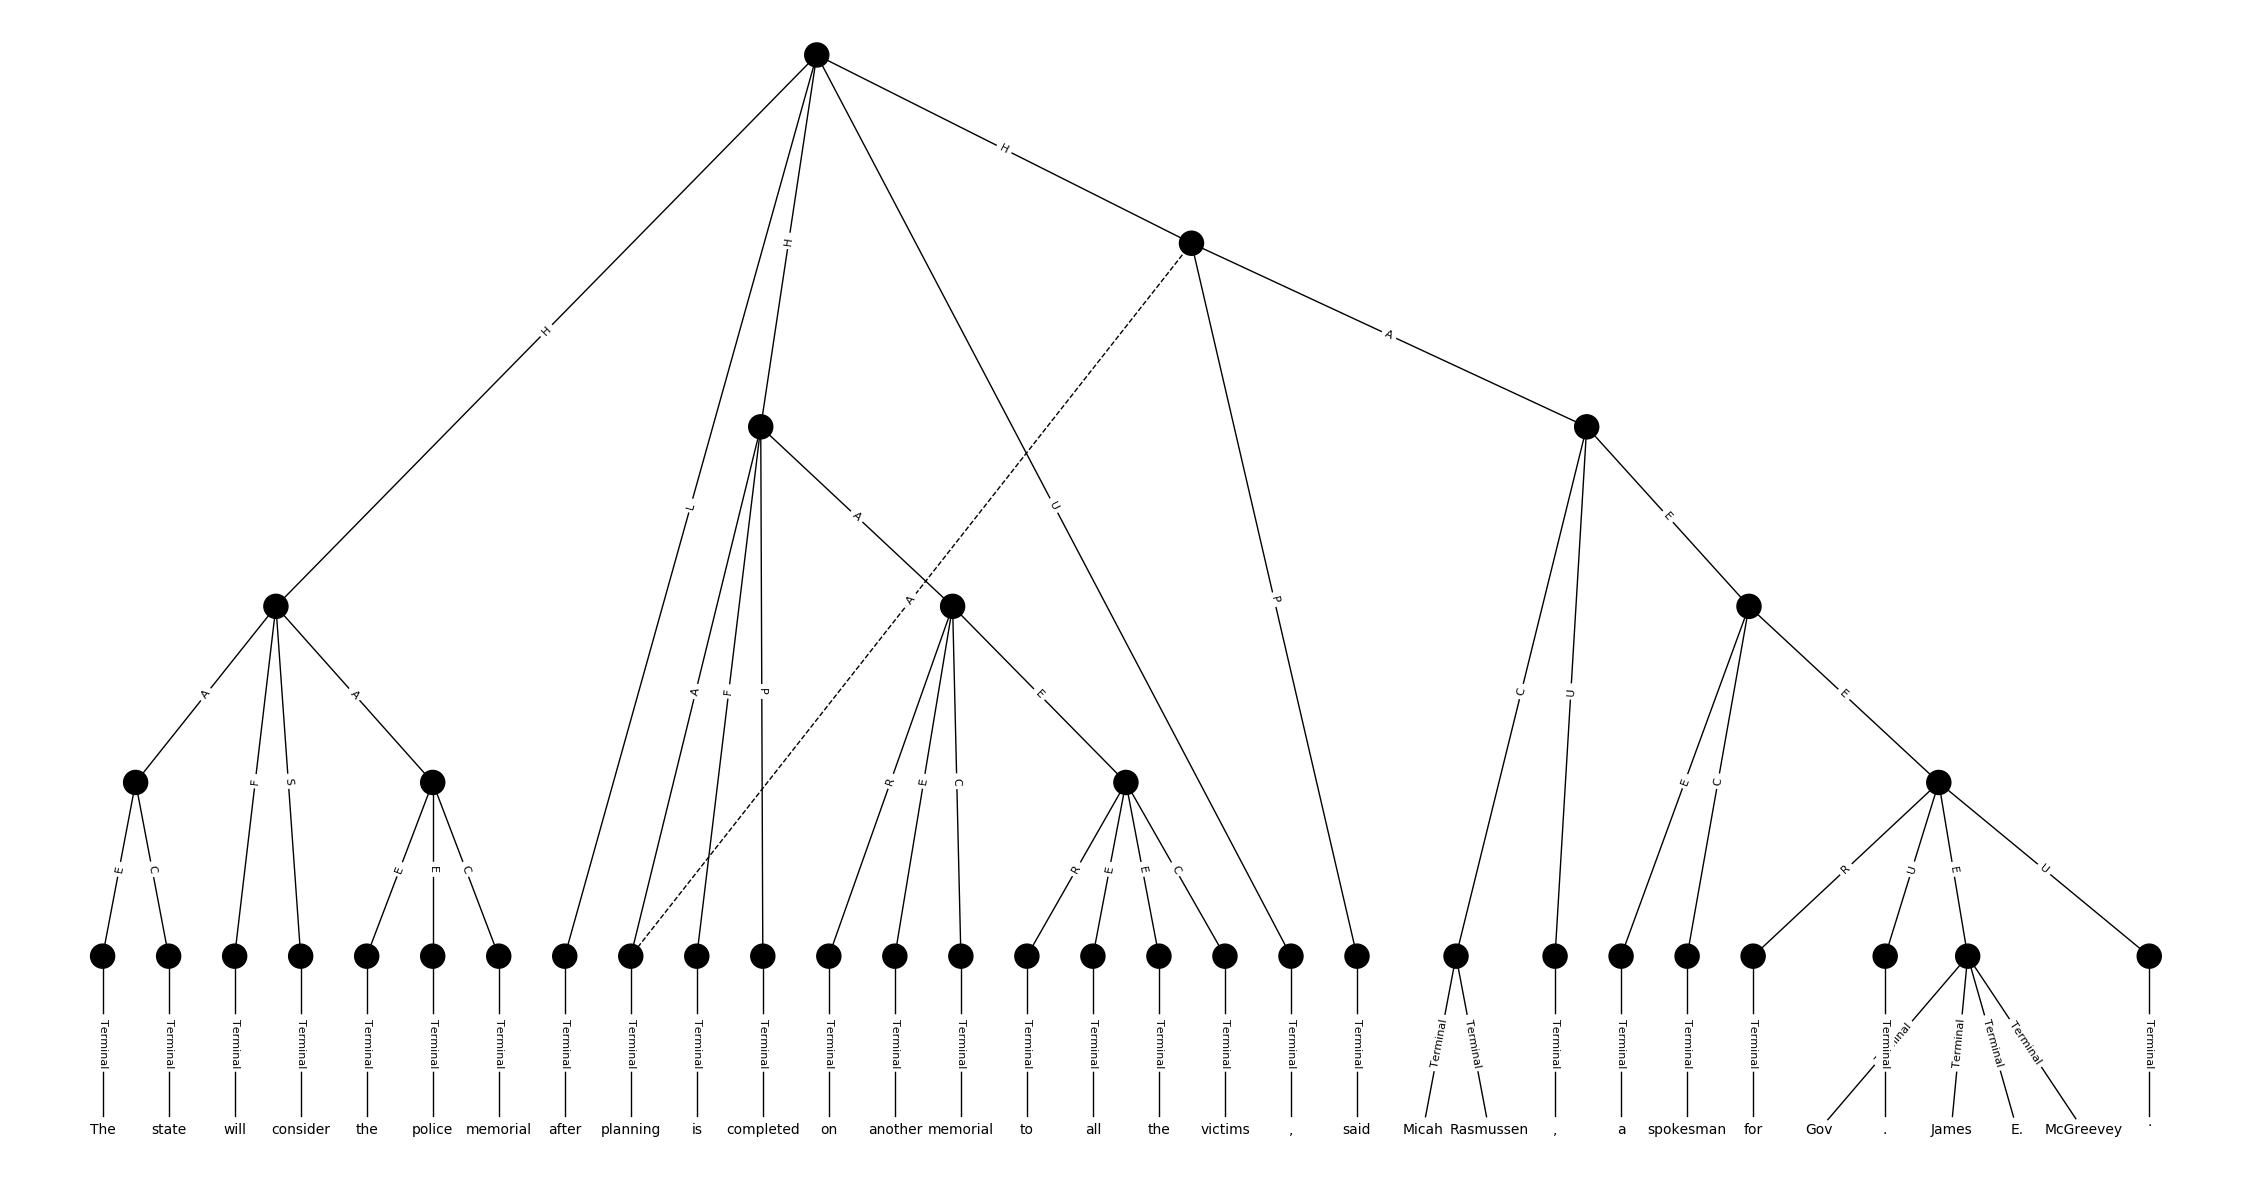 H
H
A
H
L
U
A
E
A
P
A
A
A
F
P
E
C
U
E
F
S
R
E
C
E
C
E
C
E
E
C
R
E
E
C
R
U
E
U
Terminal Terminal Terminal Terminal Terminal Terminal Terminal Terminal Terminal Terminal Terminal Terminal Terminal Terminal Terminal Terminal Terminal Terminal Terminal Terminal Terminal Terminal Terminal Terminal Terminal Terminal inal Terminal Terminal Terminal Terminal Terminal
The state will consider the police memorial after planning is completed on another memorial to all the victims , said Micah Rasmussen , a spokesman for Gov . James E. McGreevey .